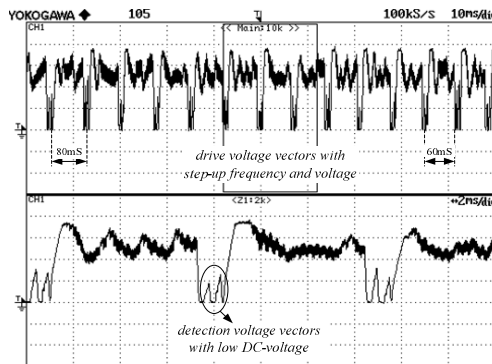 YOKOGAWA ◆ 105 100kS/S 10ms/div
CH1 << Main:10k >>
80mS
60mS
drive voltage vectors with
step-up frequency and voltage
CH1 <Z1:2k> ↔2ms/div
detection voltage vectors
with low DC-voltage